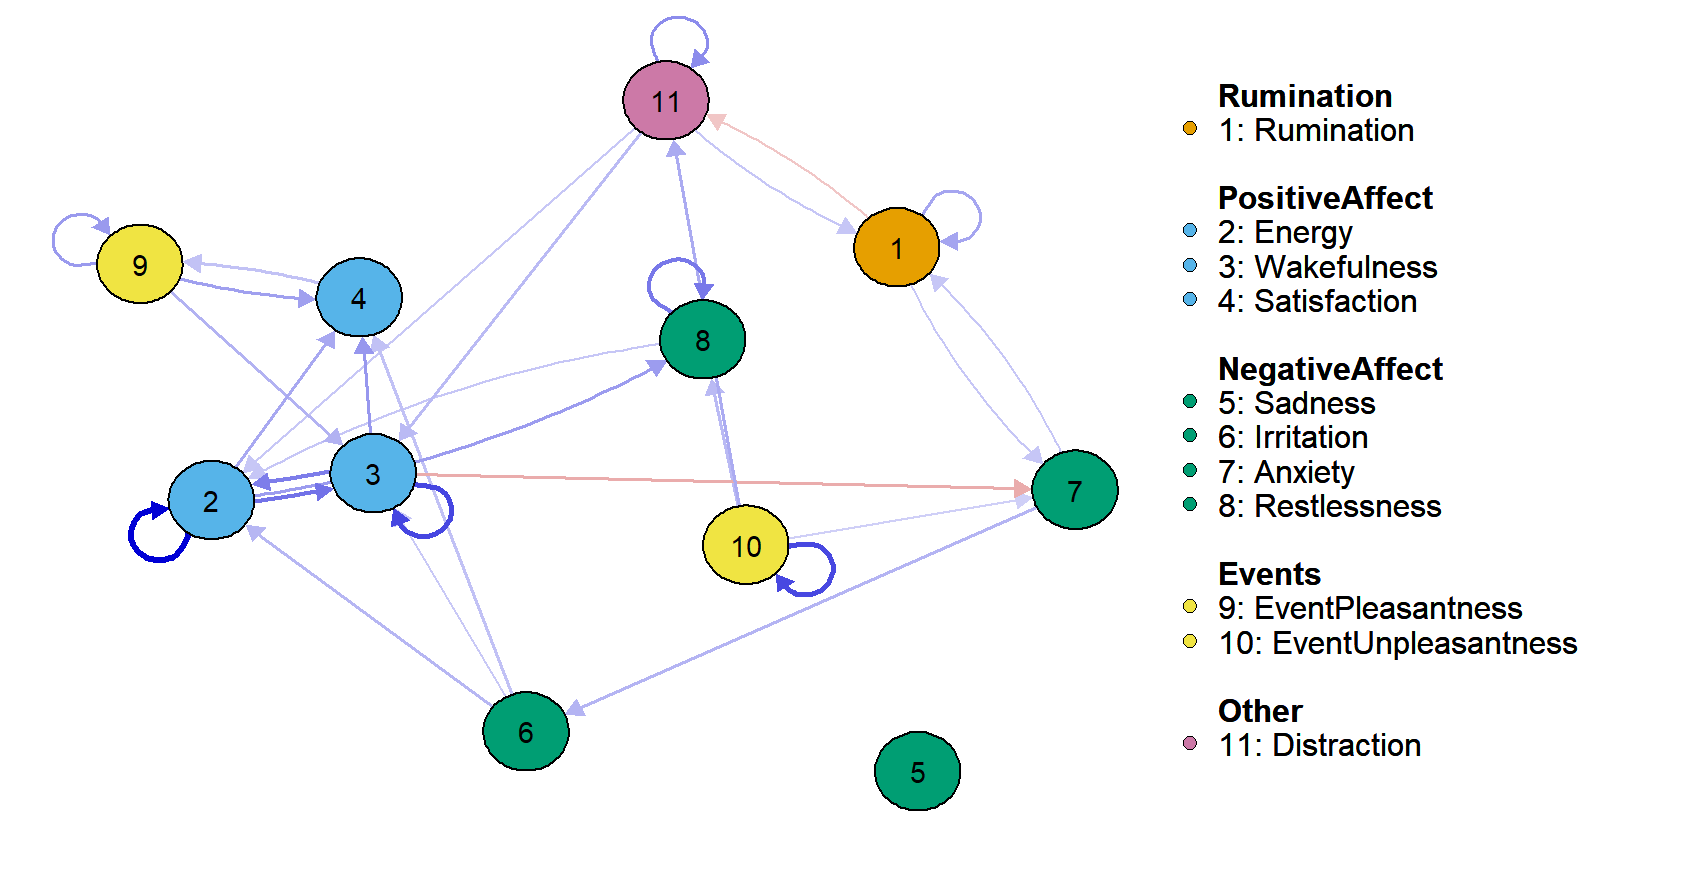 11
1
9
4
8
3
2
7
10
6
5
Rumination
1: Rumination
PositiveAffect
2: Energy
3: Wakefulness
4: Satisfaction
NegativeAffect
5: Sadness
6: Irritation
7: Anxiety
8: Restlessness
Events
9: EventPleasantness
10: EventUnpleasantness
Other
11: Distraction